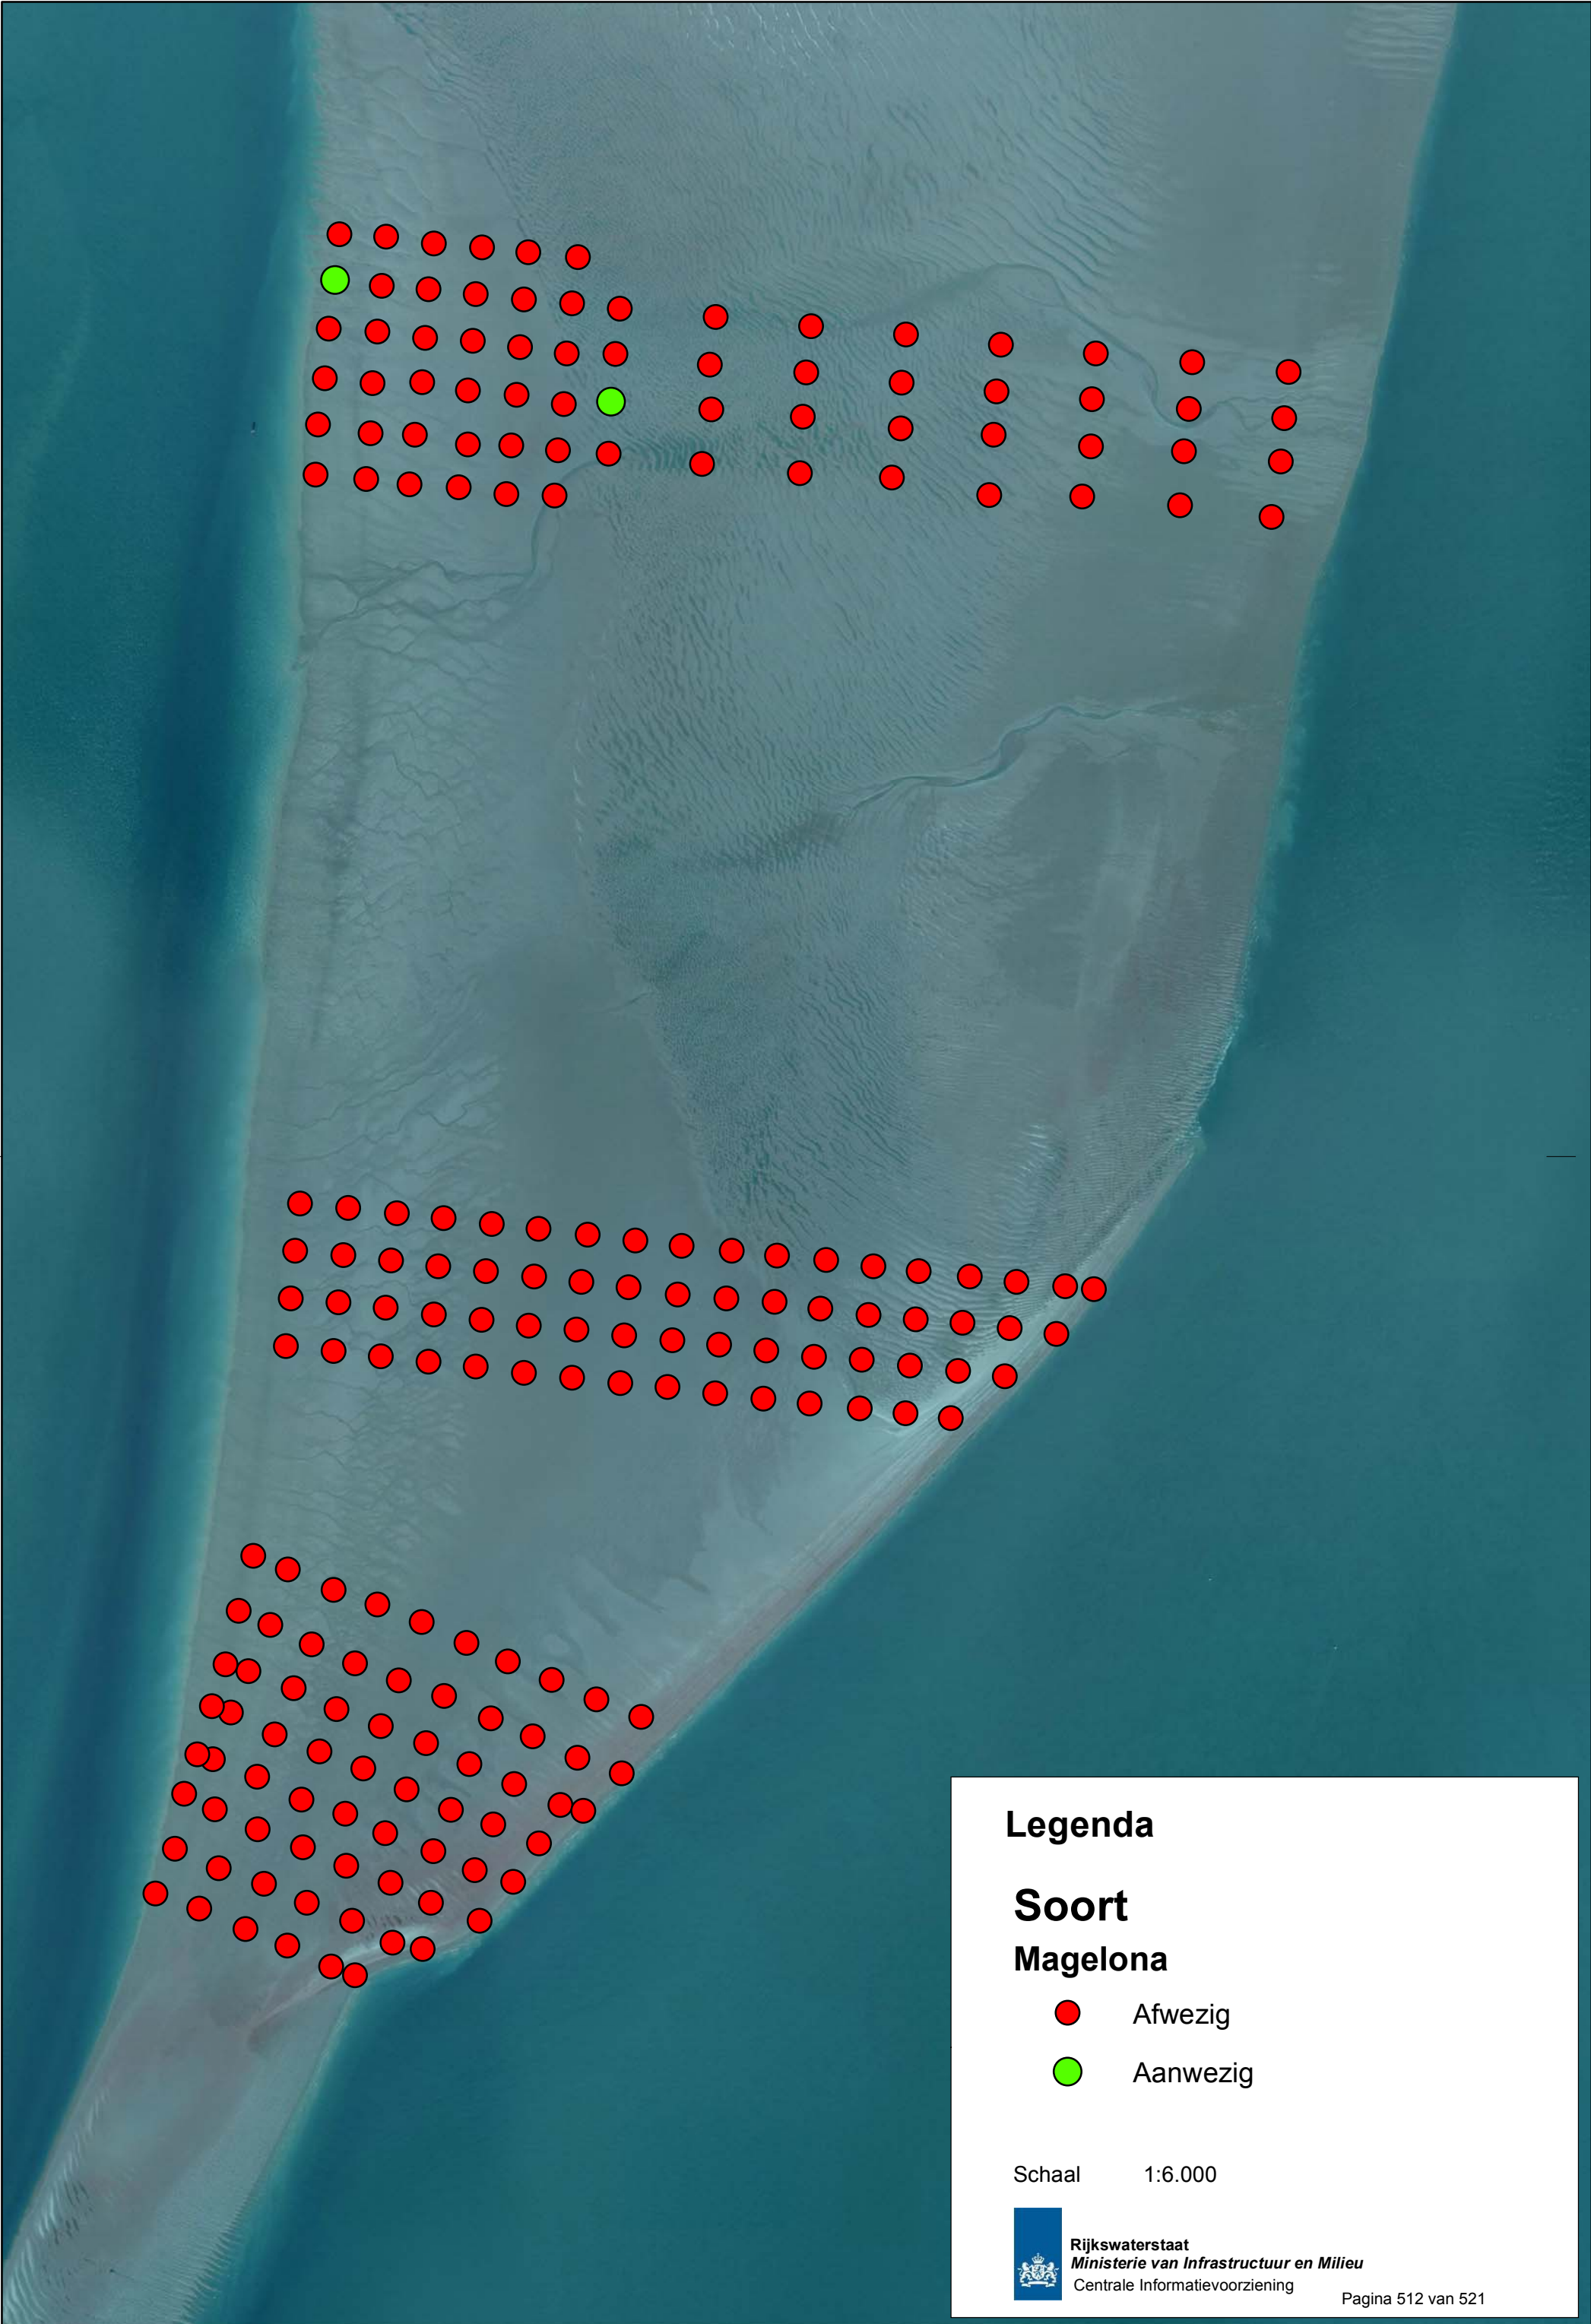 Legenda
Soort
Magelona
Afwezig
Aanwezig
Schaal 1:6.000
Rijkswaterstaat
Ministerie van Infrastructuur en Milieu
Centrale Informatievoorziening
Pagina 512 van 521